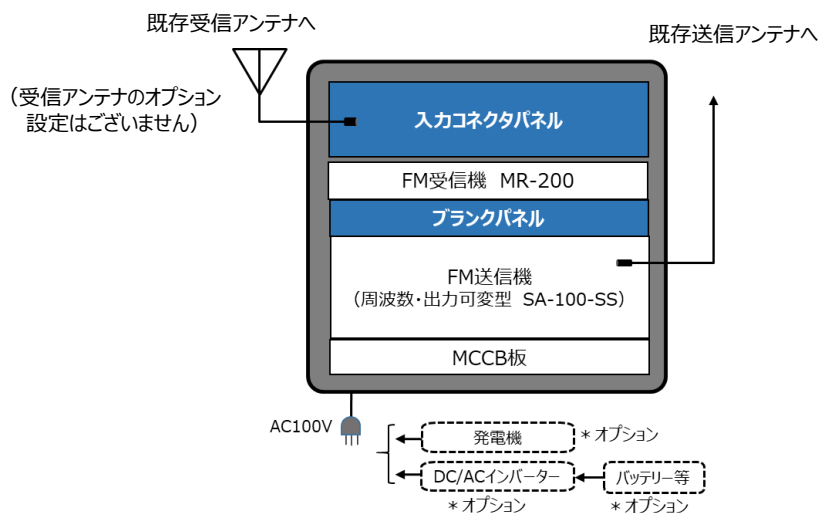 既存受信アンテナへ
既存送信アンテナへ
(受信アンテナのオプション
設定はございません)
入力コネクタパネル
FM受信機 MR-200
ブランクパネル
FM送信機
(周波数・出力可変型 SA-100-SS)
MCCB板
AC100V
発電機
*オプション
DC/ACインバーター
バッテリー等
*オプション
*オプション